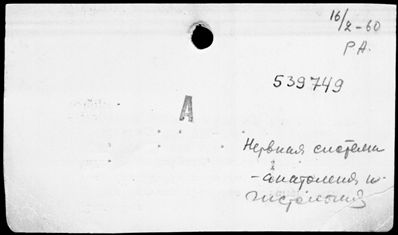 16/2-60
РА.
539749
А
Нервная система
-анатомия и
гистология